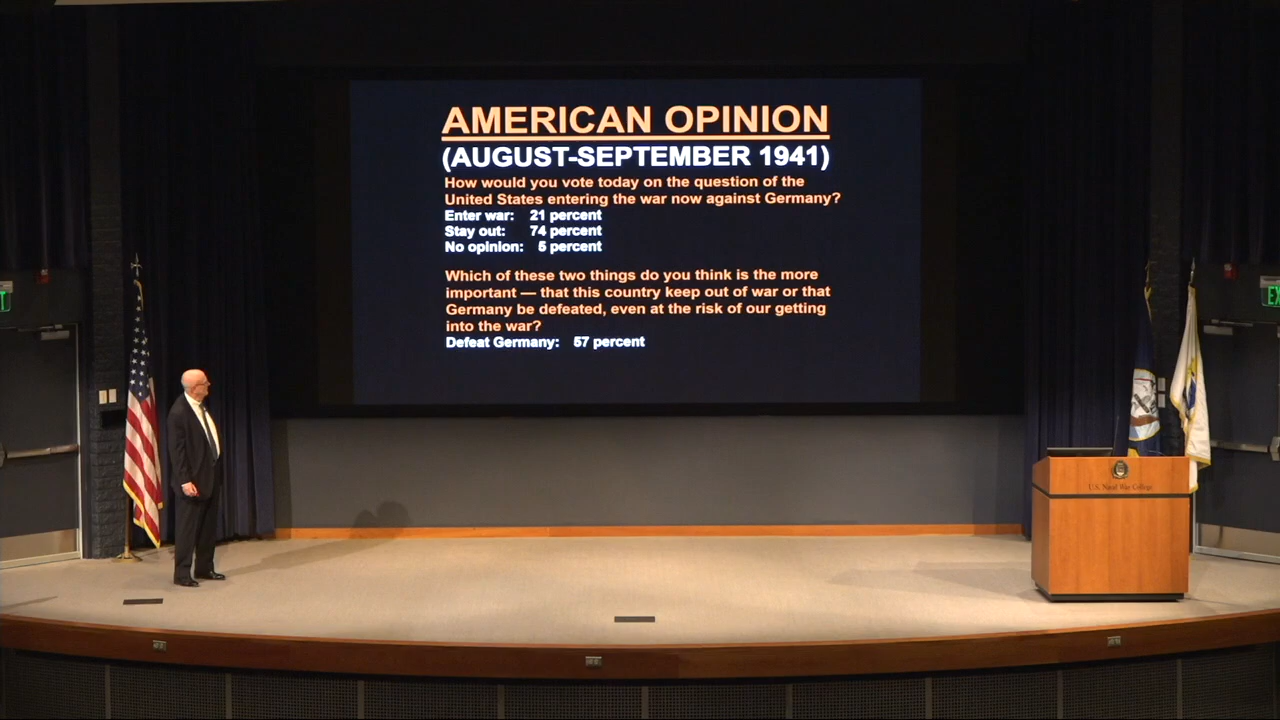 AMERICAN OPINION
(AUGUST-SEPTEMBER 1941)
How would you vote today on the question of the
United States entering the war now against Germany?
Enter war: 21 percent
Stay out: 74 percent
No opinion: 5 percent
Which of these two things do you think is the more
important — that this country keep out of war or that
Germany be defeated, even at the risk of our getting
into the war?
Defeat Germany: 57 percent
U.S. Naval War College